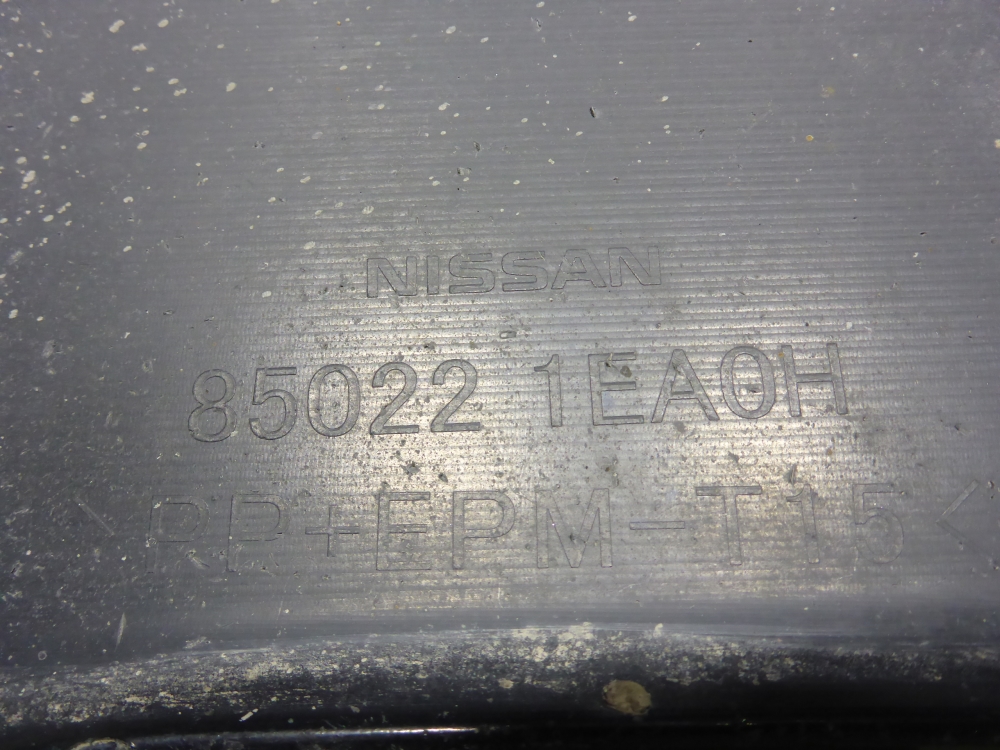 NISSAN
85022 1EA0H
>PP+EPM-T15<